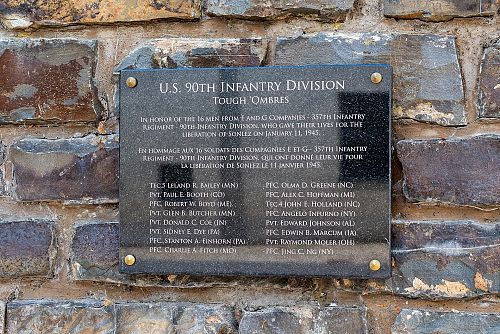 U.S. 90th Infantry Division
Tough 'Ombres
In honor of the 16 men from F and G Companies - 357th Infantry
Regiment - 90th Infantry Division, who gave their lives for the
liberation of Sonlez on January 11, 1945.
En hommage aux 16 soldats des Compagnies F et G - 357th Infantry
Regiment - 90th Infantry Division, qui ont donné leur vie pour
la libération de Sonlez le 11 janvier 1945.
Tec.5 Leland R. Bailey (MN)
Pvt. Paul E. Booth (CO)
PFC. Robert W. Boyd (ME)
Pvt. Glen B. Butcher (MN)
Pvt. Donald C. Coe (IN)
Pvt. Sidney E. Dye (PA)
PFC. Stanton A. Einhorn (PA)
PFC. Charlie A. Fitch (MO)
PFC. Olma D. Greene (NC)
PFC. Alex C. Hoffman (MI)
Tec4 John E. Holland (NC)
PFC. Angelo Infurno (NY)
Pvt. Edward Johnson (AL)
PFC. Edwin B. Marcum (IA)
Pvt. Raymond Moler (OH)
PFC. Jing C. Ng (NY)